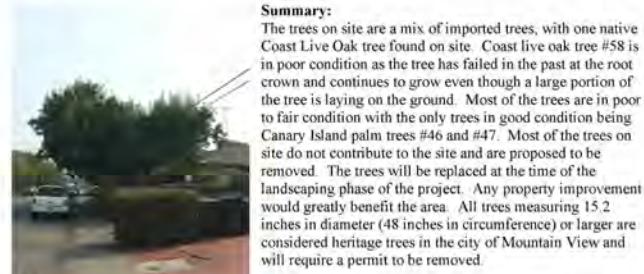 Summary:
The trees on site are a mix of imported trees, with one native
Coast Live Oak tree found on site. Coast live oak tree #58 is
in poor condition as the tree has failed in the past at the root
crown and continues to grow even though a large portion of
the tree is laying on the ground. Most of the trees are in poor
to fair condition with the only trees in good condition being
Canary Island palm trees #46 and #47. Most of the trees on
site do not contribute to the site and are proposed to be
removed. The trees will be replaced at the time of the
landscaping phase of the project. Any property improvement
would greatly benefit the area. All trees measuring 15.2
inches in diameter (48 inches in circumference) or larger are
considered heritage trees in the city of Mountain View and
will require a permit to be removed.